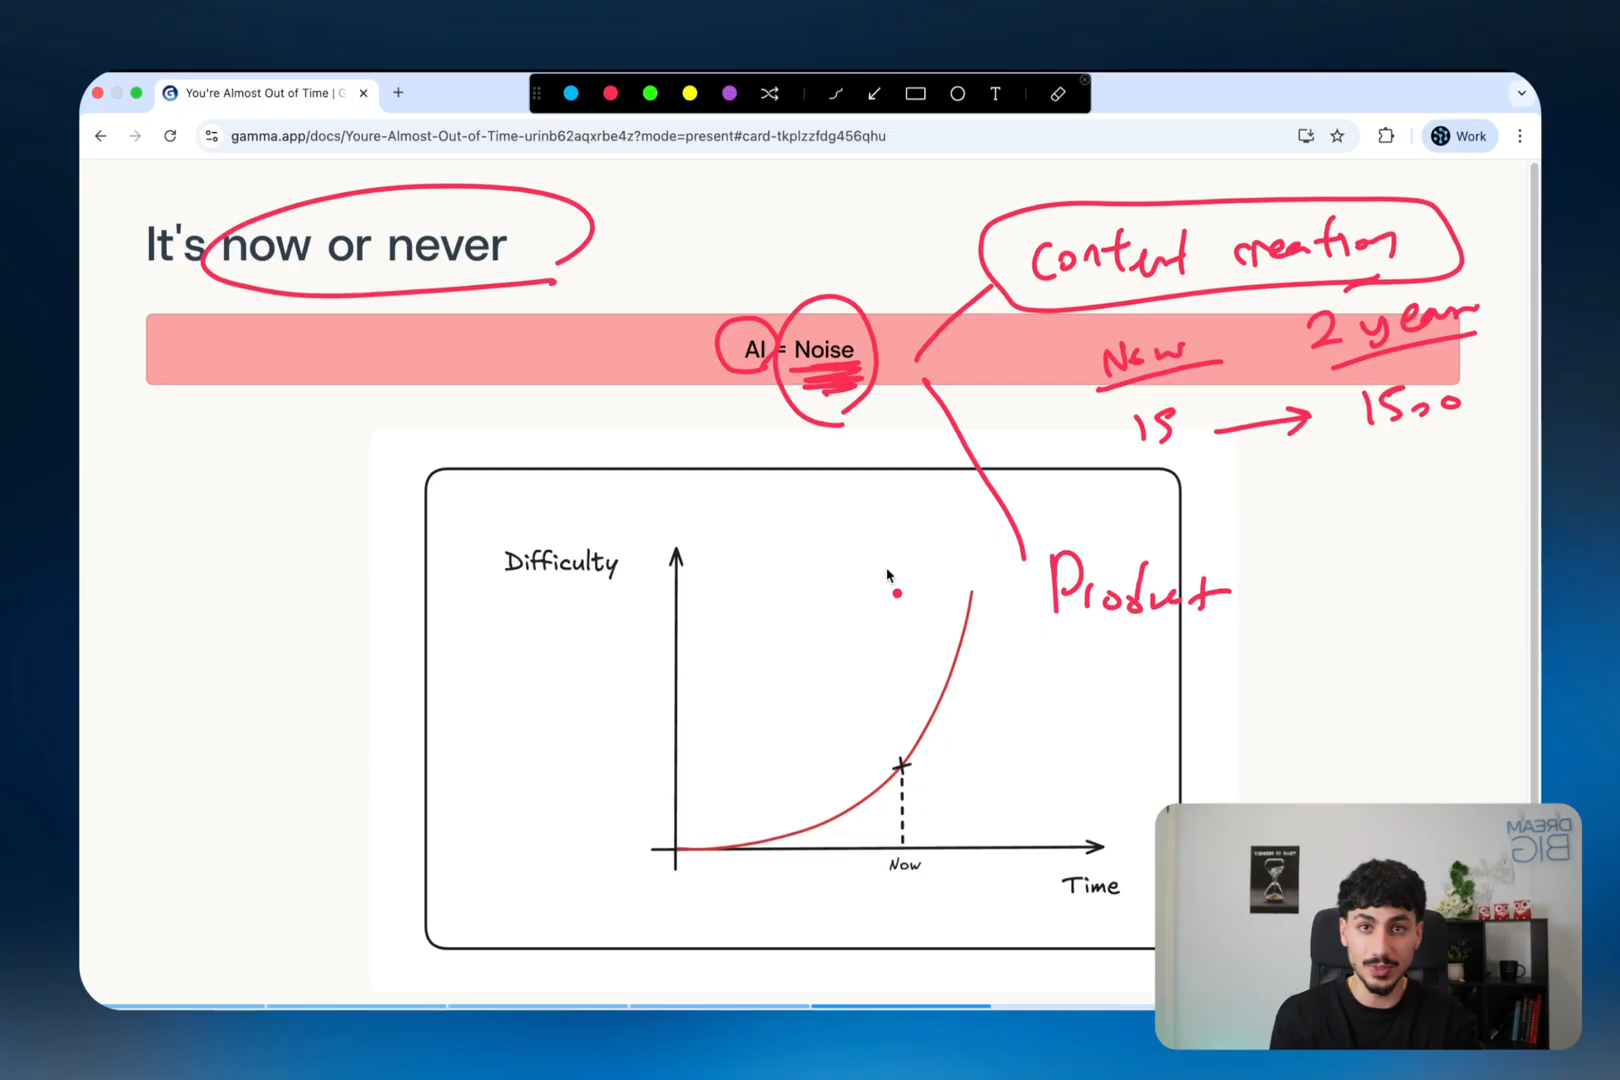 You're Almost Out of Time | G
gamma.app/docs/Youre-Almost-Out-of-Time-urinb62aqxrbe4z?mode=present#card-tkplzzfdg456qhu
Work
It's now or never
Content creation
AI = Noise
Now
2 years
15
1500
Difficulty
Product
Now
Time
DREAM
BIG